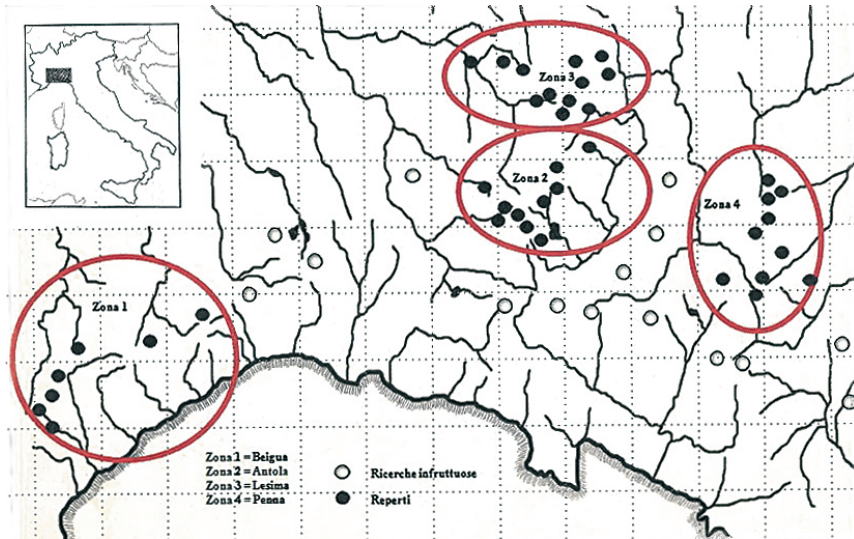 Zona 3
Zona 2
Zona 4
Zona 1
Zona 1 = Beigua
Zona 2 = Antola
Zona 3 = Lesima
Zona 4 = Penna
Ricerche infruttuose
Reperti